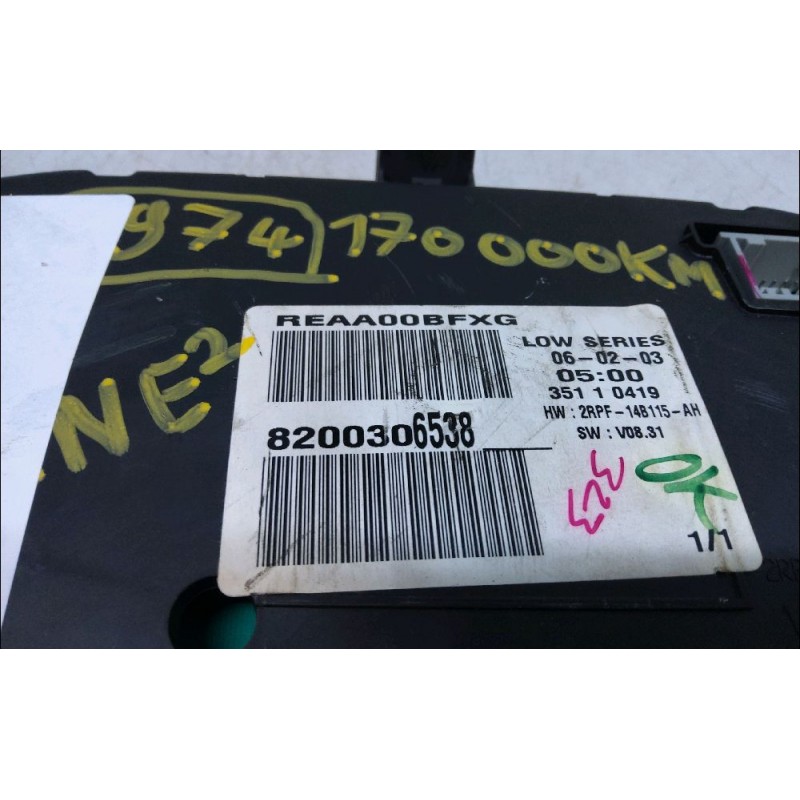 974 170 000KM
NE2
REAA00BFXG
LOW SERIES
06-02-03
05:00
351 1 0419
HW : 2RPF-14B115-AH
SW : V08.31
8200306538
323
OK
1/1